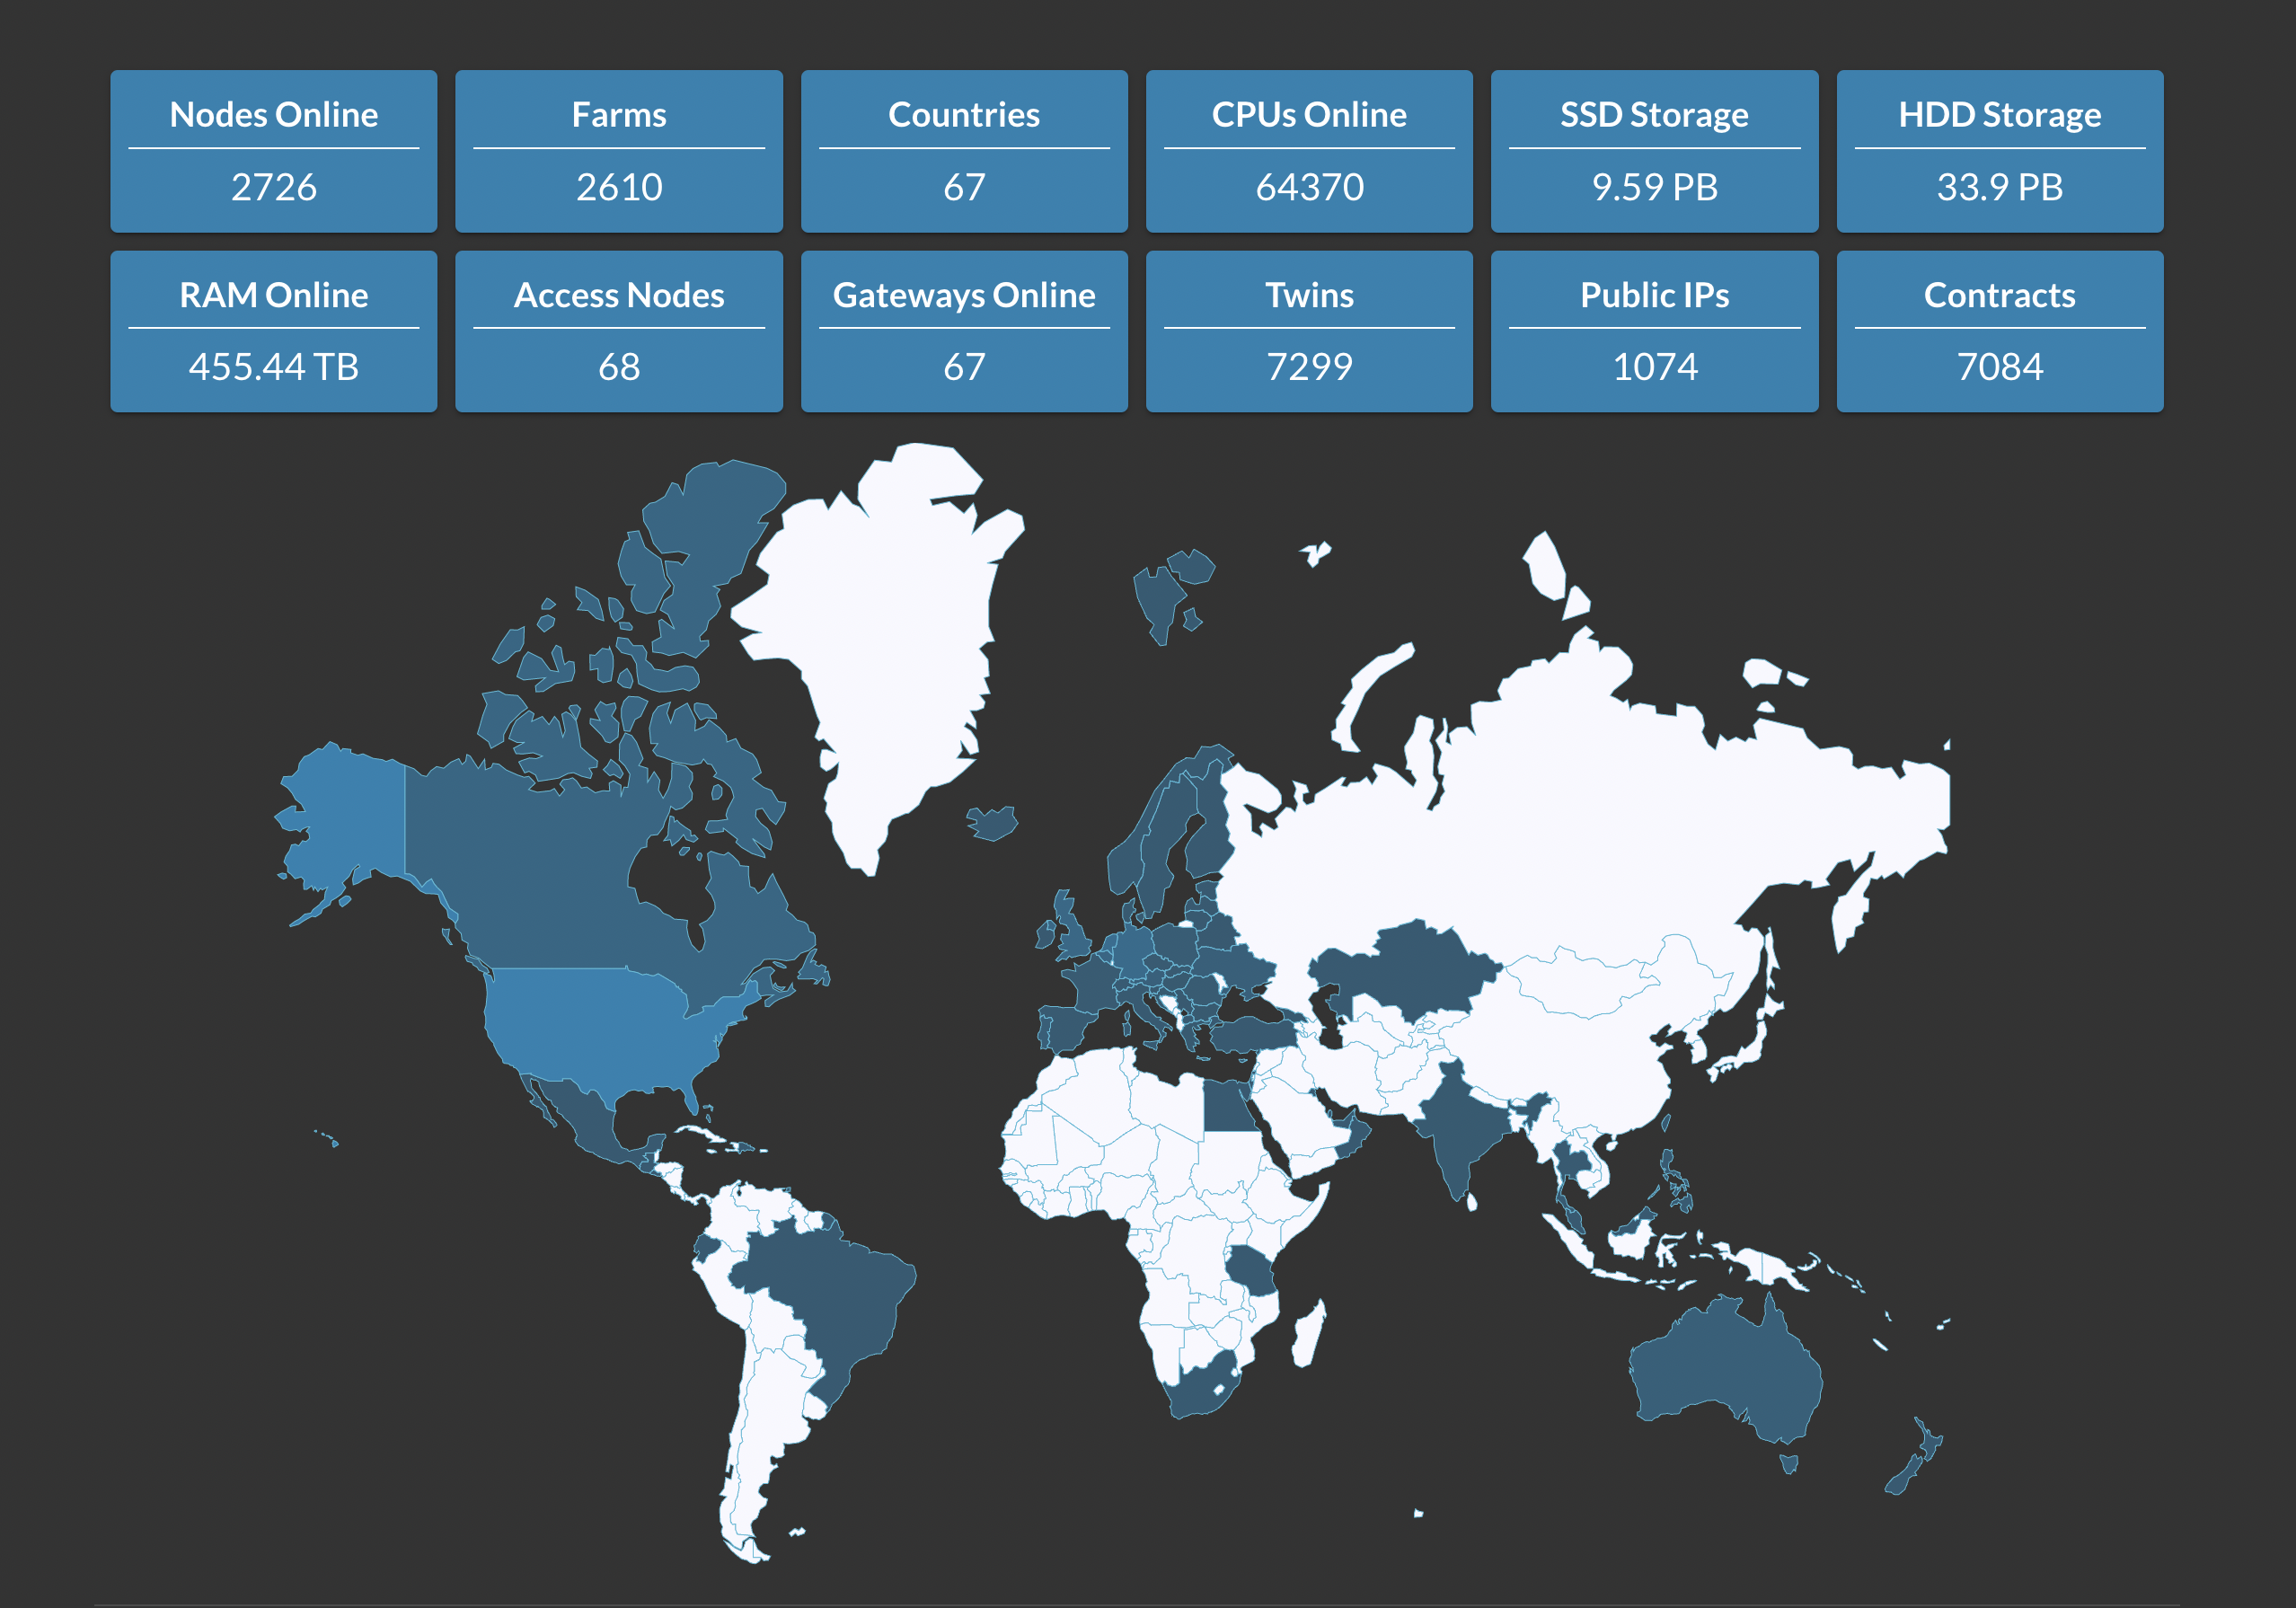 Nodes Online
2726
Farms
2610
Countries
67
CPUs Online
64370
SSD Storage
9.59 PB
HDD Storage
33.9 PB
RAM Online
455.44 TB
Access Nodes
68
Gateways Online
67
Twins
7299
Public IPs
1074
Contracts
7084